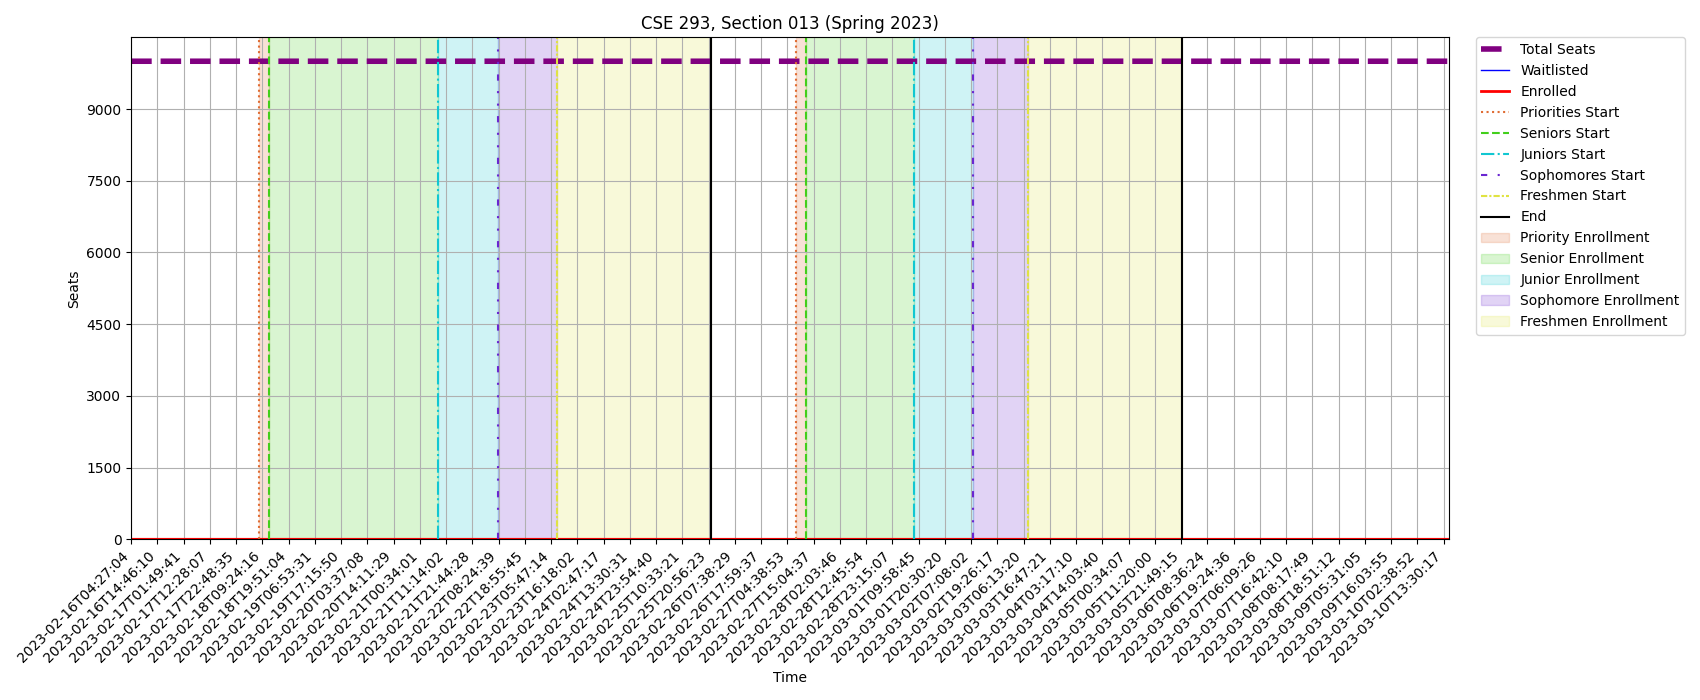 CSE 293, Section 013 (Spring 2023)
Total Seats
Waitlisted
Enrolled
Priorities Start
Seniors Start
Juniors Start
Sophomores Start
Freshmen Start
End
Priority Enrollment
Senior Enrollment
Junior Enrollment
Sophomore Enrollment
Freshmen Enrollment
Seats
9000
7500
6000
4500
3000
1500
0
2023-02-16T04:27:04
2023-02-16T14:46:10
2023-02-17T01:49:41
2023-02-17T12:28:07
2023-02-17T22:48:35
2023-02-18T09:24:16
2023-02-18T19:51:04
2023-02-19T06:53:31
2023-02-19T17:15:50
2023-02-20T03:37:08
2023-02-20T14:11:29
2023-02-21T00:34:01
2023-02-21T11:14:02
2023-02-21T21:44:28
2023-02-22T08:24:39
2023-02-22T18:55:45
2023-02-23T05:47:14
2023-02-23T16:18:02
2023-02-24T02:47:17
2023-02-24T13:30:31
2023-02-24T23:54:40
2023-02-25T10:33:21
2023-02-25T20:56:23
2023-02-26T07:38:29
2023-02-26T17:59:37
2023-02-27T04:38:53
2023-02-27T15:04:37
2023-02-28T02:03:46
2023-02-28T12:45:54
2023-02-28T23:15:07
2023-03-01T09:58:45
2023-03-01T20:30:20
2023-03-02T07:08:02
2023-03-02T19:26:17
2023-03-03T06:13:20
2023-03-03T16:47:21
2023-03-04T03:17:10
2023-03-04T14:03:40
2023-03-05T00:34:07
2023-03-05T11:20:00
2023-03-05T21:49:15
2023-03-06T08:36:24
2023-03-06T19:24:36
2023-03-07T06:09:26
2023-03-07T16:42:10
2023-03-08T08:17:49
2023-03-08T18:51:12
2023-03-09T05:31:05
2023-03-09T16:03:55
2023-03-10T02:38:52
2023-03-10T13:30:17
Time